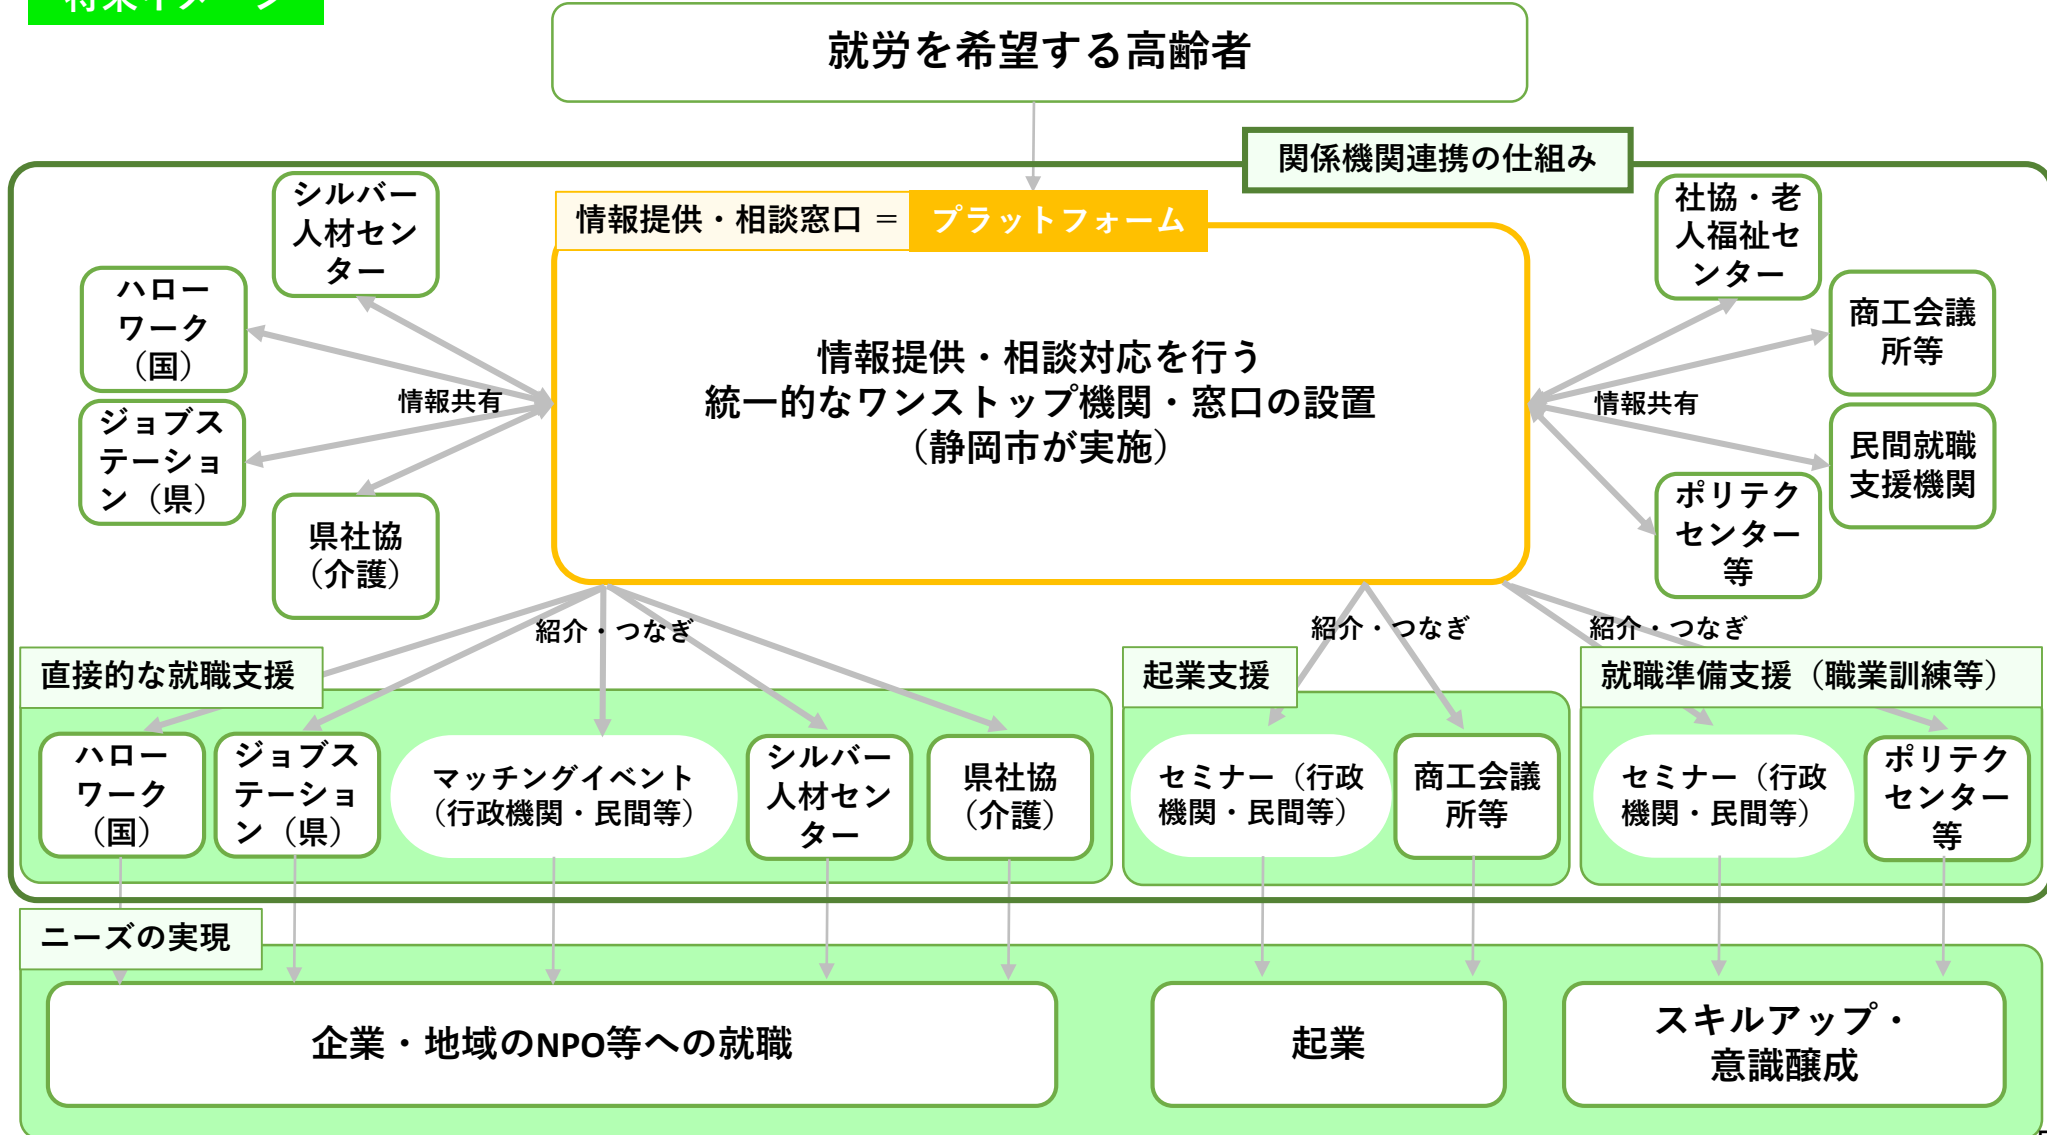 将来イメージ
就労を希望する高齢者
関係機関連携の仕組み
情報提供・相談窓口 =
プラットフォーム
シルバー
人材セン
ター
ハロー
ワーク
（国）
ジョブス
テーショ
ン（県）
県社協
（介護）
情報共有
情報提供・相談対応を行う
統一的なワンストップ機関・窓口の設置
（静岡市が実施）
社協・老
人福祉セ
ンター
商工会議
所等
民間就職
支援機関
ポリテク
センター
等
情報共有
紹介・つなぎ
紹介・つなぎ
紹介・つなぎ
直接的な就職支援
ハロー
ワーク
（国）
ジョブス
テーショ
ン（県）
マッチングイベント
（行政機関・民間等）
シルバー
人材セン
ター
県社協
（介護）
起業支援
セミナー（行政
機関・民間等）
商工会議
所等
就職準備支援（職業訓練等）
セミナー（行政
機関・民間等）
ポリテク
センター
等
ニーズの実現
企業・地域のNPO等への就職
起業
スキルアップ・
意識醸成